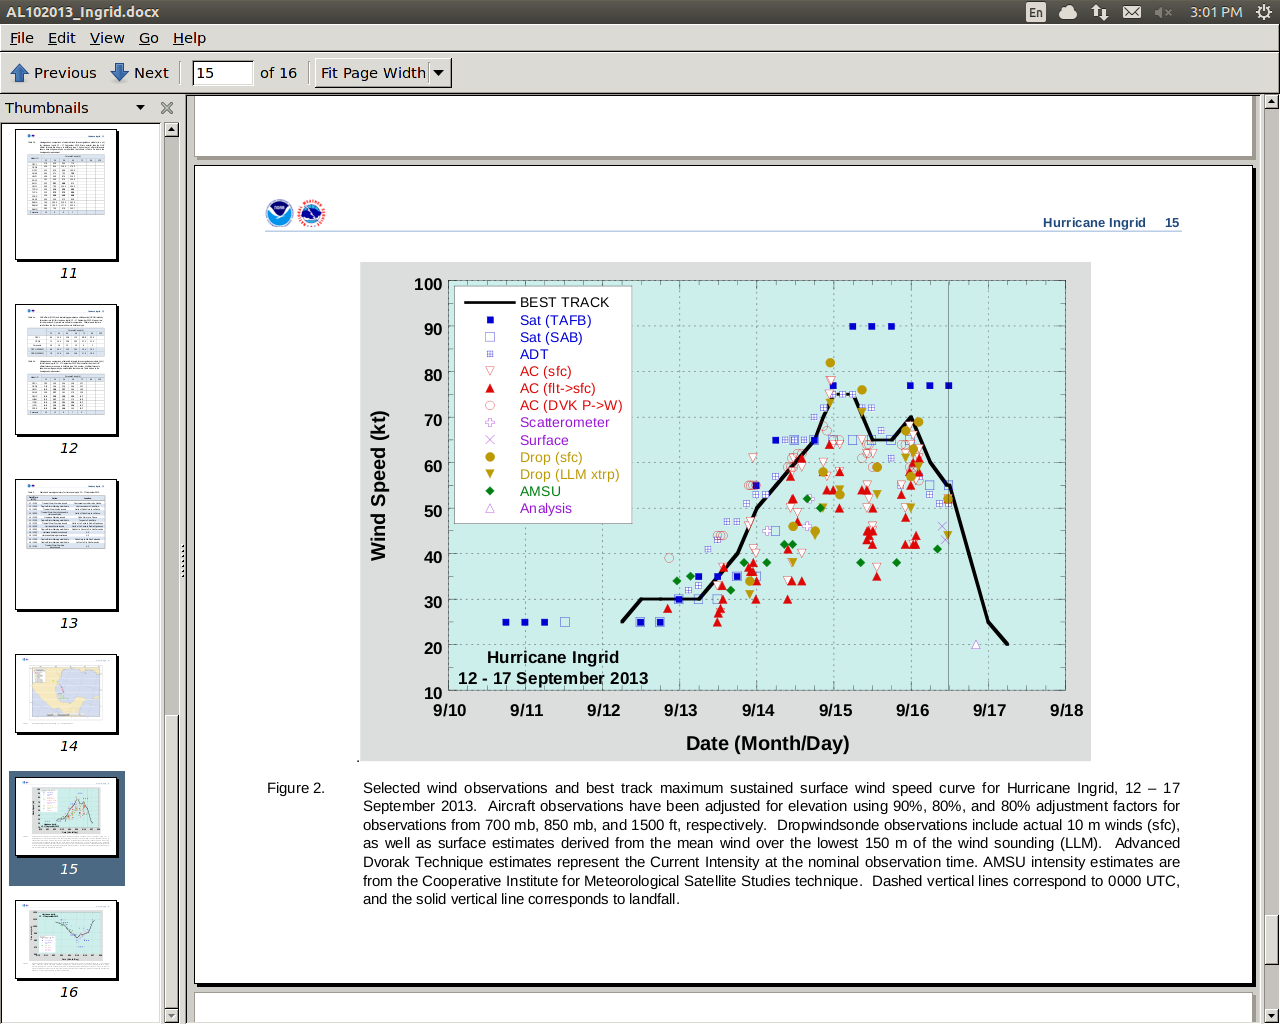 AL102013_Ingrid.docx
En
3:01 PM
File Edit View Go Help
Previous Next 15 of 16 Fit Page Width
Thumbnails
11
12
13
14
15
16
Hurricane Ingrid 15
100
90
80
70
60
50
40
30
20
10
Wind Speed (kt)
BEST TRACK
Sat (TAFB)
Sat (SAB)
ADT
AC (sfc)
AC (flt->sfc)
AC (DVK P->W)
Scatterometer
Surface
Drop (sfc)
Drop (LLM xtrp)
AMSU
Analysis
Hurricane Ingrid
12 - 17 September 2013
9/10 9/11 9/12 9/13 9/14 9/15 9/16 9/17 9/18
Date (Month/Day)
Figure 2. Selected wind observations and best track maximum sustained surface wind speed curve for Hurricane Ingrid, 12 – 17
September 2013. Aircraft observations have been adjusted for elevation using 90%, 80%, and 80% adjustment factors for
observations from 700 mb, 850 mb, and 1500 ft, respectively. Dropwindsonde observations include actual 10 m winds (sfc),
as well as surface estimates derived from the mean wind over the lowest 150 m of the wind sounding (LLM). Advanced
Dvorak Technique estimates represent the Current Intensity at the nominal observation time. AMSU intensity estimates are
from the Cooperative Institute for Meteorological Satellite Studies technique. Dashed vertical lines correspond to 0000 UTC,
and the solid vertical line corresponds to landfall.